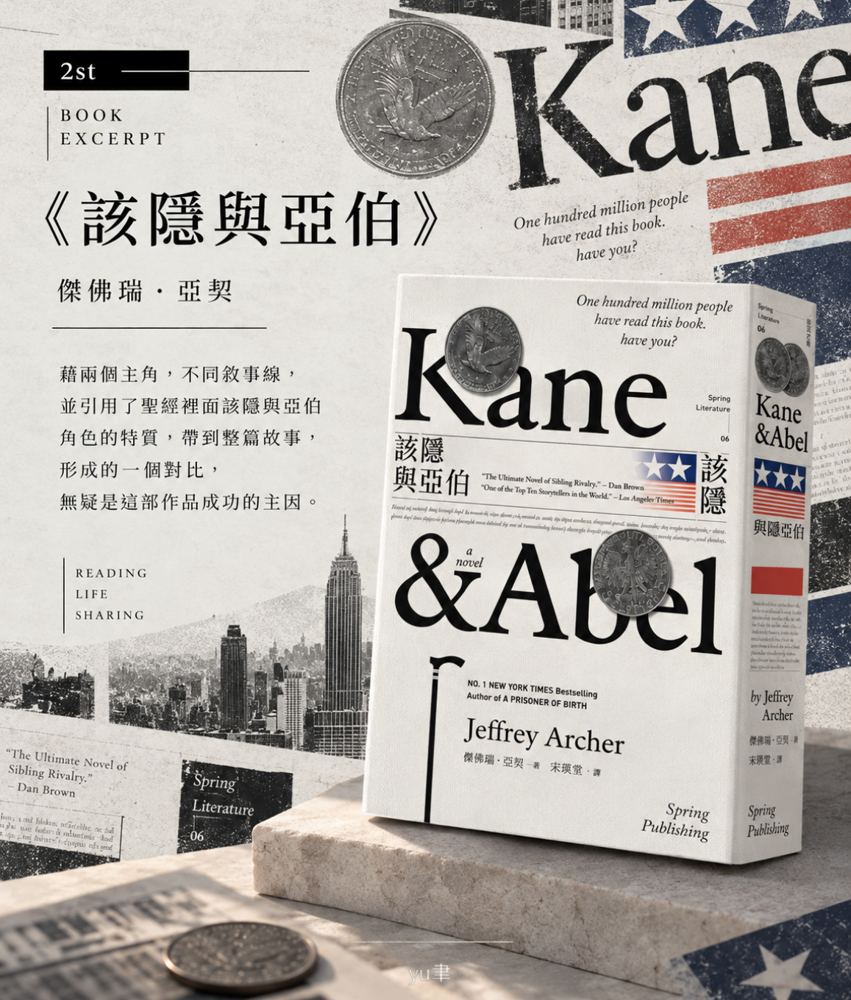 2st
BOOK
EXCERPT
《該隱與亞伯》
傑佛瑞・亞契
藉兩個主角，不同敘事線，
並引用了聖經裡面該隱與亞伯
角色的特質，帶到整篇故事，
形成的一個對比，
無疑是這部作品成功的主因。
READING
LIFE
SHARING
Kane
One hundred million people
have read this book.
have you?
One hundred million people
have read this book.
have you?
Kane
Spring
Literature
06
該隱
與亞伯
"The Ultimate Novel of Sibling Rivalry." – Dan Brown
"One of the Top Ten Storytellers in the World." – Los Angeles Times
該隱
a
novel
&Abel
NO. 1 NEW YORK TIMES Bestselling
Author of A PRISONER OF BIRTH
Jeffrey Archer
傑佛瑞・亞契 著 宋瑛堂・譯
Spring
Publishing
Spring
Literature
06
Kane
&Abel
與隱亞伯
by Jeffrey
Archer
傑佛瑞・亞契 著
宋瑛堂・譯
Spring
Publishing
"The Ultimate Novel of
Sibling Rivalry."
– Dan Brown
Spring
Literature
06
yu聿